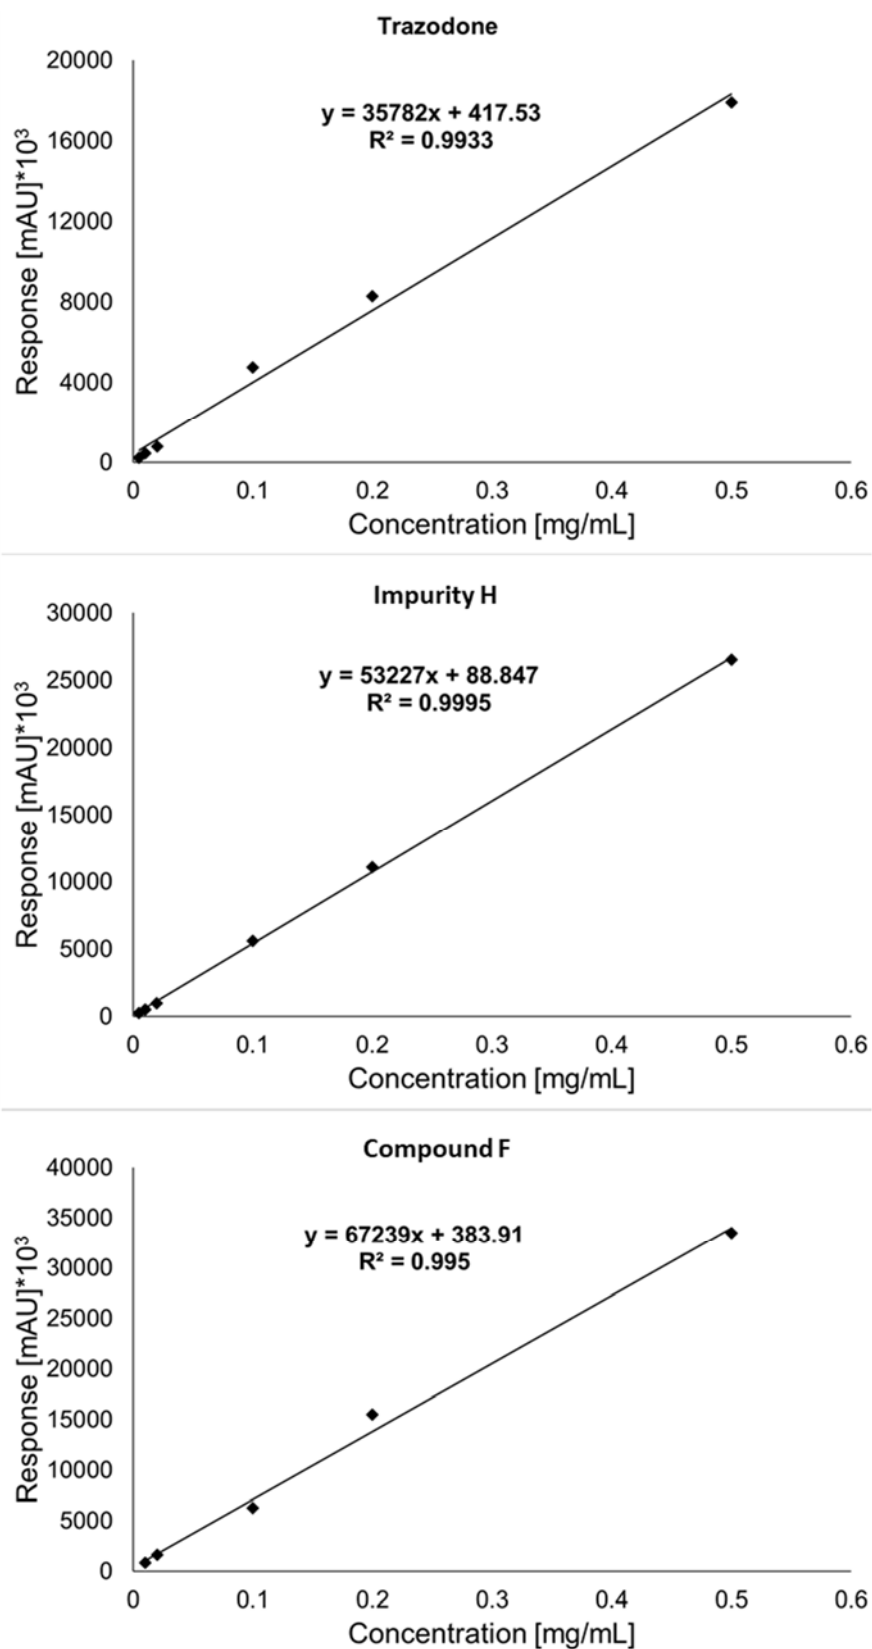 Trazodone
20000
16000
12000
8000
4000
0
y = 35782x + 417.53
R² = 0.9933
Response [mAU]*10³
0 0.1 0.2 0.3 0.4 0.5 0.6
Concentration [mg/mL]
Impurity H
30000
25000
20000
15000
10000
5000
0
y = 53227x + 88.847
R² = 0.9995
Response [mAU]*10³
0 0.1 0.2 0.3 0.4 0.5 0.6
Concentration [mg/mL]
Compound F
40000
35000
30000
25000
20000
15000
10000
5000
0
y = 67239x + 383.91
R² = 0.995
Response [mAU]*10³
0 0.1 0.2 0.3 0.4 0.5 0.6
Concentration [mg/mL]